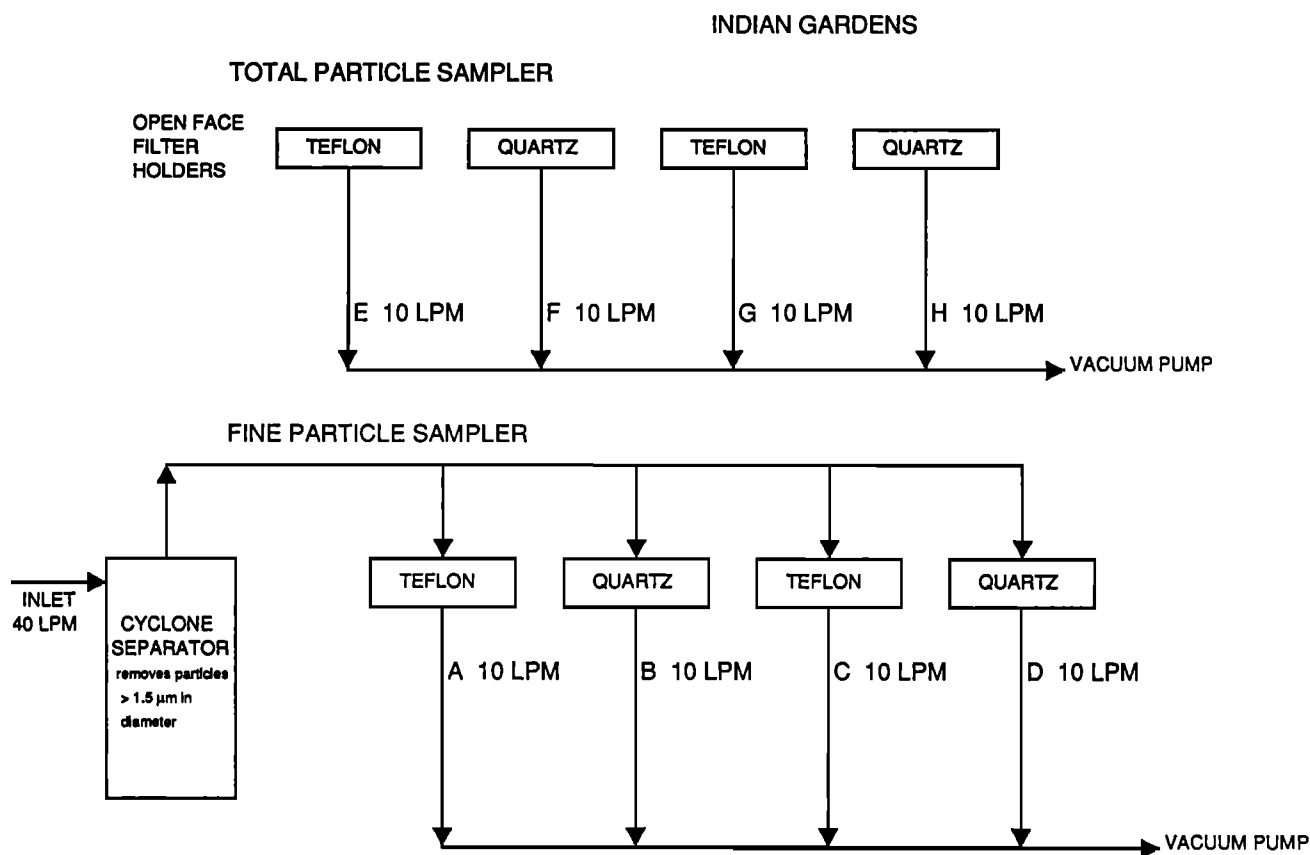 INDIAN GARDENS
TOTAL PARTICLE SAMPLER
OPEN FACE
FILTER
HOLDERS
TEFLON
QUARTZ
TEFLON
QUARTZ
E 10 LPM
F 10 LPM
G 10 LPM
H 10 LPM
VACUUM PUMP
FINE PARTICLE SAMPLER
INLET
40 LPM
CYCLONE
SEPARATOR
removes particles
> 1.5 µm in
diameter
TEFLON
QUARTZ
TEFLON
QUARTZ
A 10 LPM
B 10 LPM
C 10 LPM
D 10 LPM
VACUUM PUMP